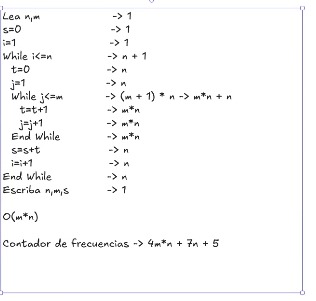 Lea n,m -> 1
s=0 -> 1
i=1 -> 1
While i<=n -> n + 1
t=0 -> n
j=1 -> n
While j<=m -> (m + 1) * n -> m*n + n
t=t+1 -> m*n
j=j+1 -> m*n
End While -> m*n
s=s+t -> n
i=i+1 -> n
End While -> n
Escriba n,m,s -> 1
O(m*n)
Contador de frecuencias -> 4m*n + 7n + 5